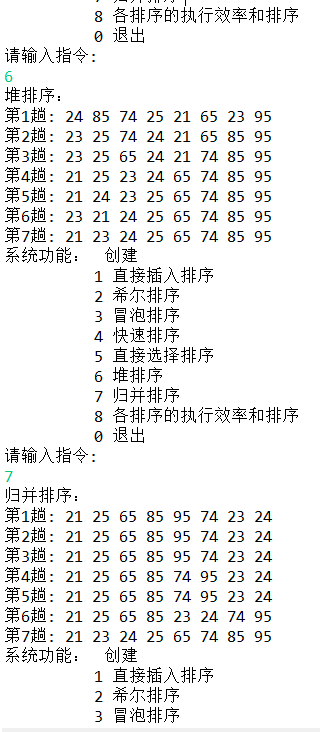 8 各排序的执行效率和排序
0 退出
请输入指令:
6
堆排序:
第1趟: 24 85 74 25 21 65 23 95
第2趟: 23 25 74 24 21 65 85 95
第3趟: 23 25 65 24 21 74 85 95
第4趟: 21 25 23 24 65 74 85 95
第5趟: 21 24 23 25 65 74 85 95
第6趟: 23 21 24 25 65 74 85 95
第7趟: 21 23 24 25 65 74 85 95
系统功能: 创建
1 直接插入排序
2 希尔排序
3 冒泡排序
4 快速排序
5 直接选择排序
6 堆排序
7 归并排序
8 各排序的执行效率和排序
0 退出
请输入指令:
7
归并排序:
第1趟: 21 25 65 85 95 74 23 24
第2趟: 21 25 65 85 95 74 23 24
第3趟: 21 25 65 85 95 74 23 24
第4趟: 21 25 65 85 74 95 23 24
第5趟: 21 25 65 85 74 95 23 24
第6趟: 21 25 65 85 23 24 74 95
第7趟: 21 23 24 25 65 74 85 95
系统功能: 创建
1 直接插入排序
2 希尔排序
3 冒泡排序